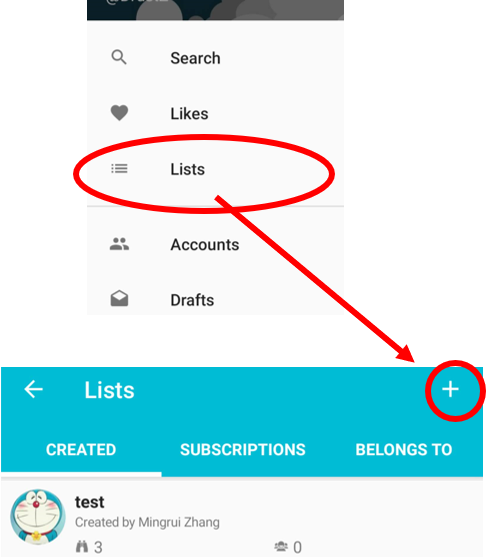 Search
Likes
Lists
Accounts
Drafts
Lists
CREATED SUBSCRIPTIONS BELONGS TO
test
Created by Mingrui Zhang
3 0